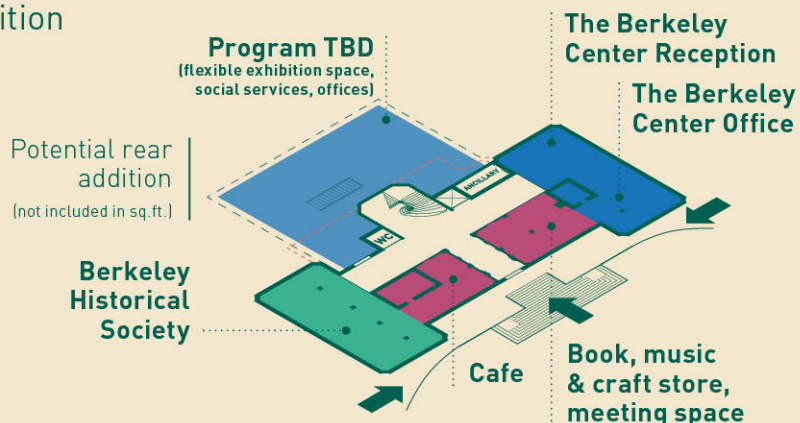 ition
Program TBD
(flexible exhibition space,
social services, offices)
The Berkeley
Center Reception
The Berkeley
Center Office
Potential rear
addition
(not included in sq.ft.)
ANCILLARY
WC
Berkeley
Historical
Society
Cafe
Book, music
& craft store,
meeting space